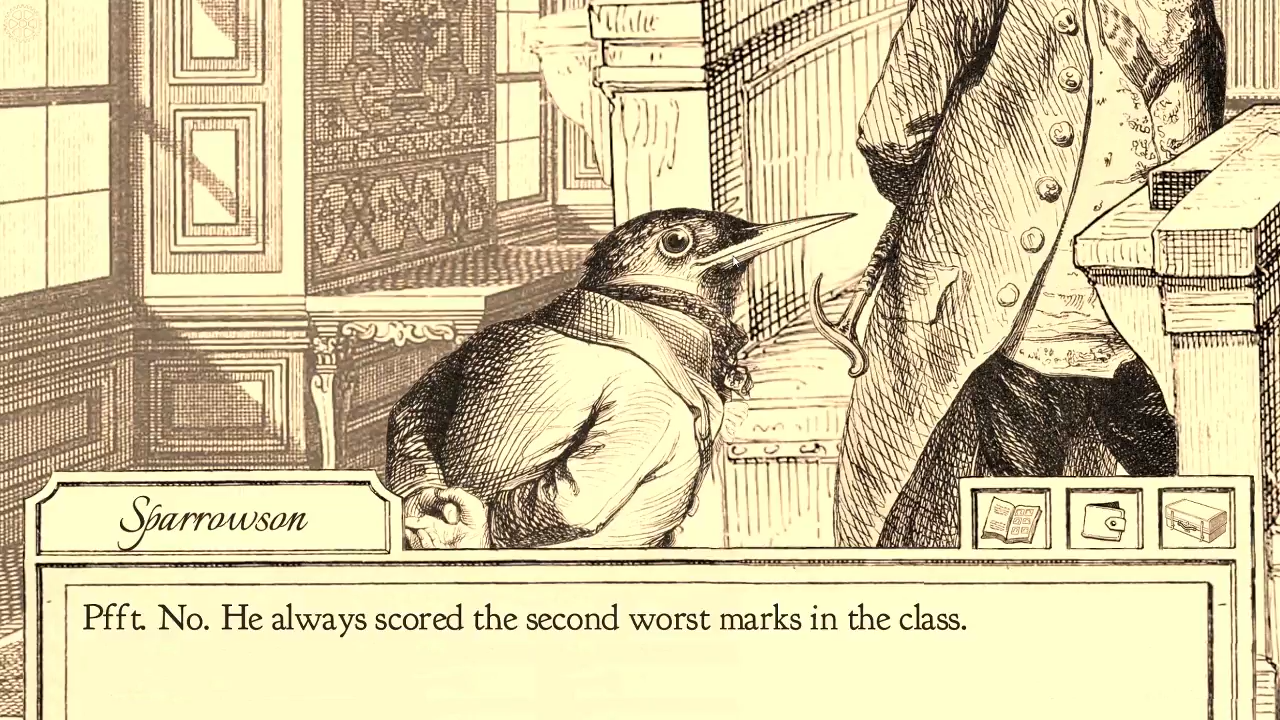 Sparrowson
Pfft. No. He always scored the second worst marks in the class.